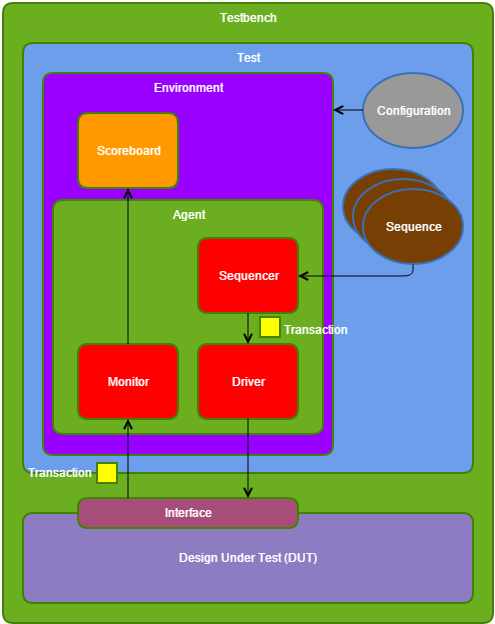 Testbench
Test
Environment
Configuration
Scoreboard
Agent
Sequence
Sequencer
Transaction
Monitor
Driver
Transaction
Interface
Design Under Test (DUT)